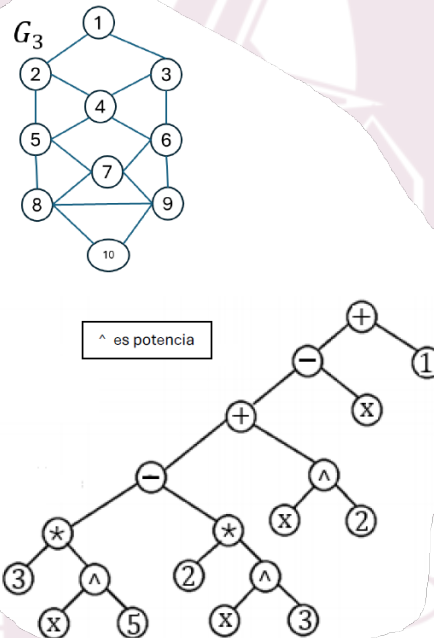 G₃
1
2 3
4
5 6
7
8 9
10
+
^ es potencia
− 1
+ x
− ^
x 2
* *
3 ^ 2 ^
x 5 x 3